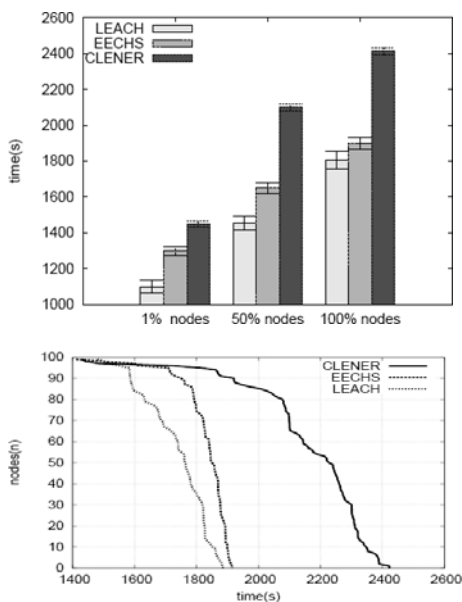 2600
2400
2200
2000
1800
1600
1400
1200
1000
time(s)
LEACH
EECHS
CLENER
1% nodes
50% nodes
100% nodes
100
90
80
70
60
50
40
30
20
10
0
nodes(n)
CLENER
EECHS
LEACH
1400
1600
1800
2000
2200
2400
2600
time(s)